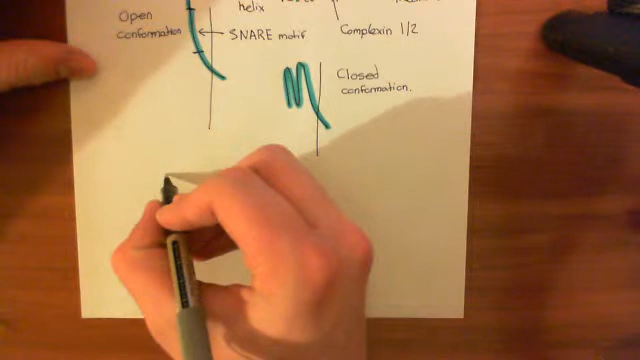 helix
Open
conformation
SNARE motif
Complexin 1/2
Closed
conformation.